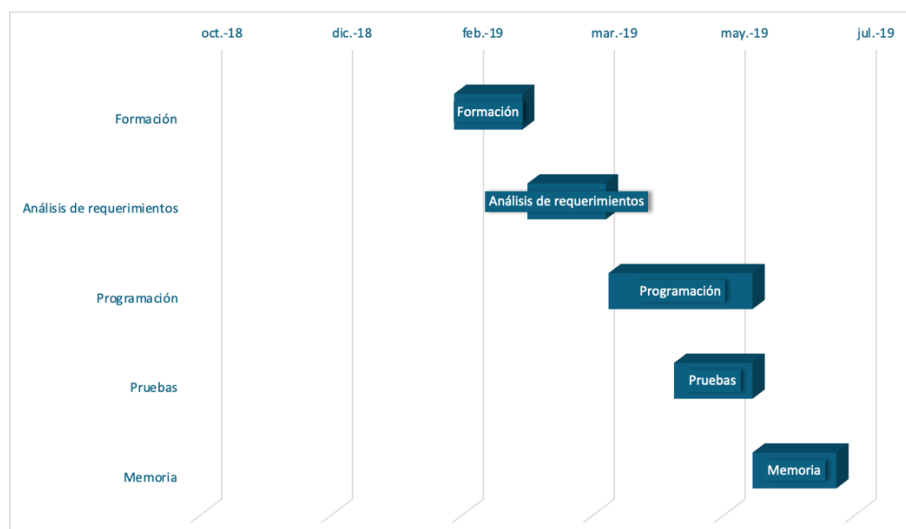 oct.-18 dic.-18 feb.-19 mar.-19 may.-19 jul.-19
Formación
Formación
Análisis de requerimientos
Análisis de requerimientos
Programación
Programación
Pruebas
Pruebas
Memoria
Memoria